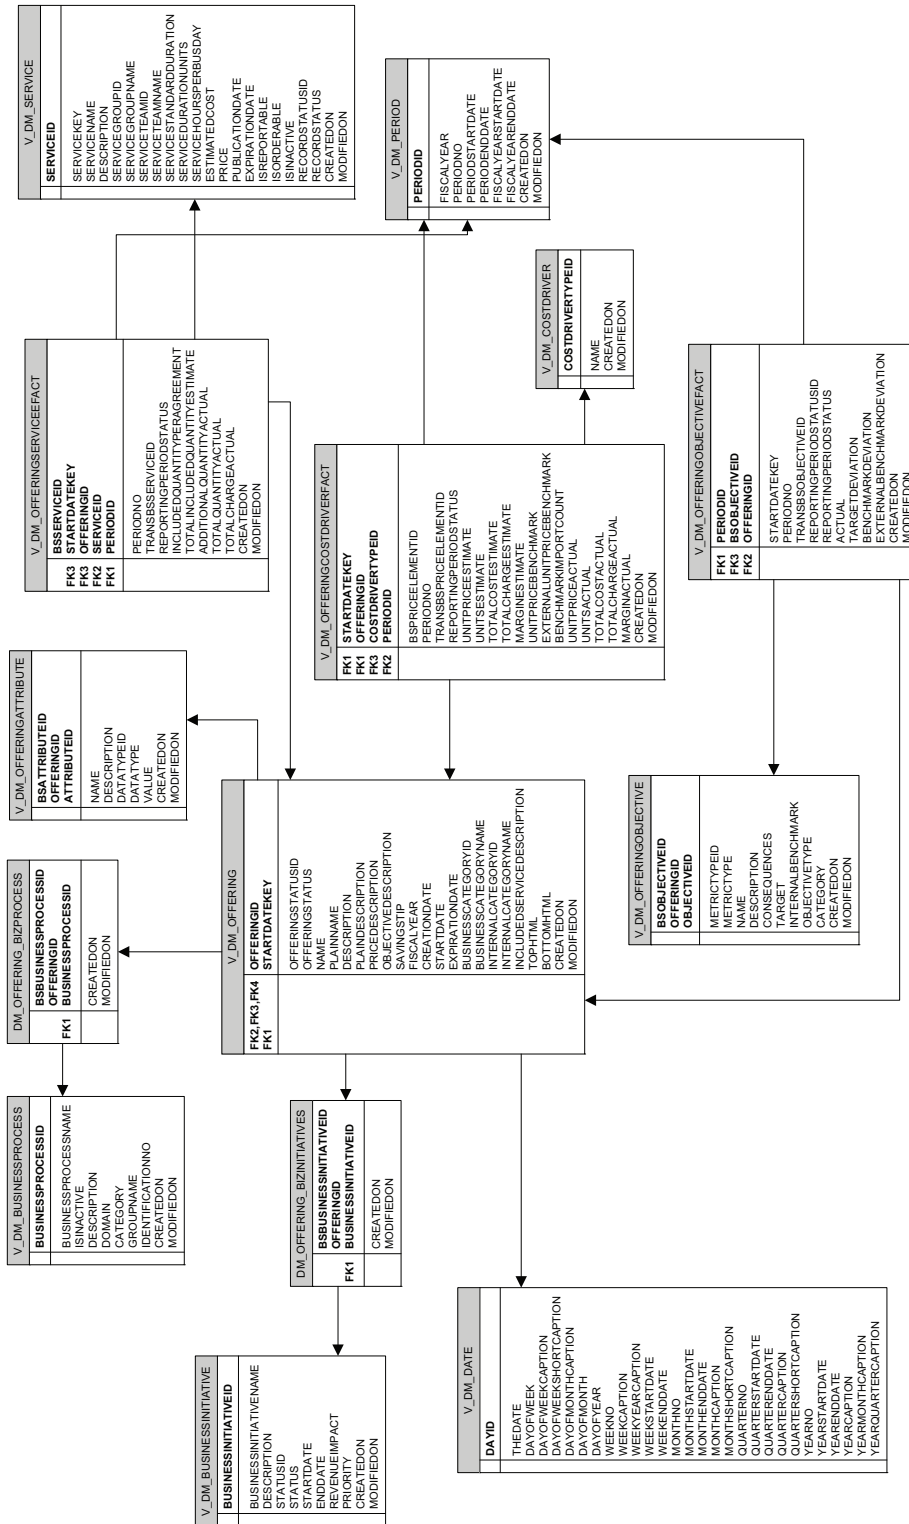 V_DM_SERVICE
SERVICEID
SERVICEKEY
SERVICENAME
DESCRIPTION
SERVICEGROUPID
SERVICEGROUPNAME
SERVICETEAMID
SERVICETEAMNAME
SERVICESTANDARDDURATION
SERVICEDURATIONUNITS
SERVICEHOURSPERBUSDAY
ESTIMATEDCOST
PRICE
PUBLICATIONDATE
EXPIRATIONDATE
ISREPORTABLE
ISORDERABLE
ISINACTIVE
RECORDSTATUSID
RECORDSTATUS
CREATEDON
MODIFIEDON
V_DM_PERIOD
PERIODID
FISCALYEAR
PERIODNO
PERIODSTARTDATE
PERIODENDDATE
FISCALYEARSTARTDATE
FISCALYEARENDDATE
CREATEDON
MODIFIEDON
V_DM_COSTDRIVER
COSTDRIVERTYPEID
NAME
CREATEDON
MODIFIEDON
V_DM_OFFERINGSERVICEEFACT
BSSERVICEID
FK3 STARTDATEKEY
FK3 OFFERINGID
FK2 SERVICEID
FK1 PERIODID
PERIODNO
TRANSBSSERVICEID
REPORTINGPERIODSTATUS
INCLUDEDQUANTITYPERAGREEMENT
TOTALINCLUDEDQUANTITYESTIMATE
ADDITIONALQUANTITYACTUAL
TOTALQUANTITYACTUAL
TOTALCHARGEACTUAL
CREATEDON
MODIFIEDON
V_DM_OFFERINGCOSTDRIVERFACT
FK1 STARTDATEKEY
FK1 OFFERINGID
FK3 COSTDRIVERTYPEID
FK2 PERIODID
BSPRICEELEMENTID
PERIODNO
TRANSBSPRICEELEMENTID
REPORTINGPERIODSTATUS
UNITPRICEESTIMATE
UNITSESTIMATE
TOTALCOSTESTIMATE
TOTALCHARGEESTIMATE
MARGINESTIMATE
UNITPRICEBENCHMARK
EXTERNALUNITPRICEBENCHMARK
BENCHMARKIMPORTCOUNT
UNITPRICEACTUAL
UNITSACTUAL
TOTALCOSTACTUAL
TOTALCHARGEACTUAL
MARGINACTUAL
CREATEDON
MODIFIEDON
V_DM_OFFERINGOBJECTIVEFACT
FK1 PERIODID
FK3 BSOBJECTIVEID
FK2 OFFERINGID
STARTDATEKEY
PERIODNO
TRANSBSOBJECTIVEID
REPORTINGPERIODSTATUSID
REPORTINGPERIODSTATUS
ACTUAL
TARGETDEVIATION
BENCHMARKDEVIATION
EXTERNALBENCHMARKDEVIATION
CREATEDON
MODIFIEDON
V_DM_OFFERINGATTRIBUTE
BSATTRIBUTEID
OFFERINGID
ATTRIBUTEID
NAME
DESCRIPTION
DATATYPEID
DATATYPE
VALUE
CREATEDON
MODIFIEDON
DM_OFFERING_BIZPROCESS
BSBUSINESSPROCESSID
OFFERINGID
FK1 BUSINESSPROCESSID
CREATEDON
MODIFIEDON
V_DM_OFFERING
FK2,FK3,FK4 OFFERINGID
FK1 STARTDATEKEY
OFFERINGSTATUSID
OFFERINGSTATUS
NAME
PLAINNAME
DESCRIPTION
PLAINDESCRIPTION
PRICEDESCRIPTION
OBJECTIVEDESCRIPTION
SAVINGSTIP
FISCALYEAR
CREATIONDATE
STARTDATE
EXPIRATIONDATE
BUSINESSCATEGORYID
BUSINESSCATEGORYNAME
INTERNALCATEGORYID
INTERNALCATEGORYNAME
INCLUDEDSERVICEDESCRIPTION
TOPHTML
BOTTOMHTML
CREATEDON
MODIFIEDON
V_DM_OFFERINGOBJECTIVE
BSOBJECTIVEID
OFFERINGID
OBJECTIVEID
METRICTYPEID
METRICTYPE
NAME
DESCRIPTION
CONSEQUENCES
TARGET
INTERNALBENCHMARK
OBJECTIVETYPE
CATEGORY
CREATEDON
MODIFIEDON
V_DM_BUSINESSPROCESS
BUSINESSPROCESSID
BUSINESSPROCESSNAME
ISINACTIVE
DESCRIPTION
DOMAIN
CATEGORY
GROUPNAME
IDENTIFICATIONNO
CREATEDON
MODIFIEDON
DM_OFFERING_BIZINITIATIVES
BSBUSINESSINITIATIVEID
OFFERINGID
FK1 BUSINESSINITIATIVEID
CREATEDON
MODIFIEDON
V_DM_BUSINESSINITIATIVE
BUSINESSINITIATIVEID
BUSINESSINITIATIVENAME
DESCRIPTION
STATUSID
STATUS
STARTDATE
ENDDATE
REVENUEIMPACT
PRIORITY
CREATEDON
MODIFIEDON
V_DM_DATE
DAYID
THEDATE
DAYOFWEEK
DAYOFWEEKCAPTION
DAYOFWEEKSHORTCAPTION
DAYOFMONTHCAPTION
DAYOFMONTH
DAYOFYEAR
WEEKNO
WEEKCAPTION
WEEKYEARCAPTION
WEEKSTARTDATE
WEEKENDDATE
MONTHNO
MONTHSTARTDATE
MONTHENDDATE
MONTHCAPTION
MONTHSHORTCAPTION
QUARTERNO
QUARTERSTARTDATE
QUARTERENDDATE
QUARTERCAPTION
QUARTERSHORTCAPTION
YEARNO
YEARSTARTDATE
YEARENDDATE
YEARCAPTION
YEARMONTHCAPTION
YEARQUARTERCAPTION